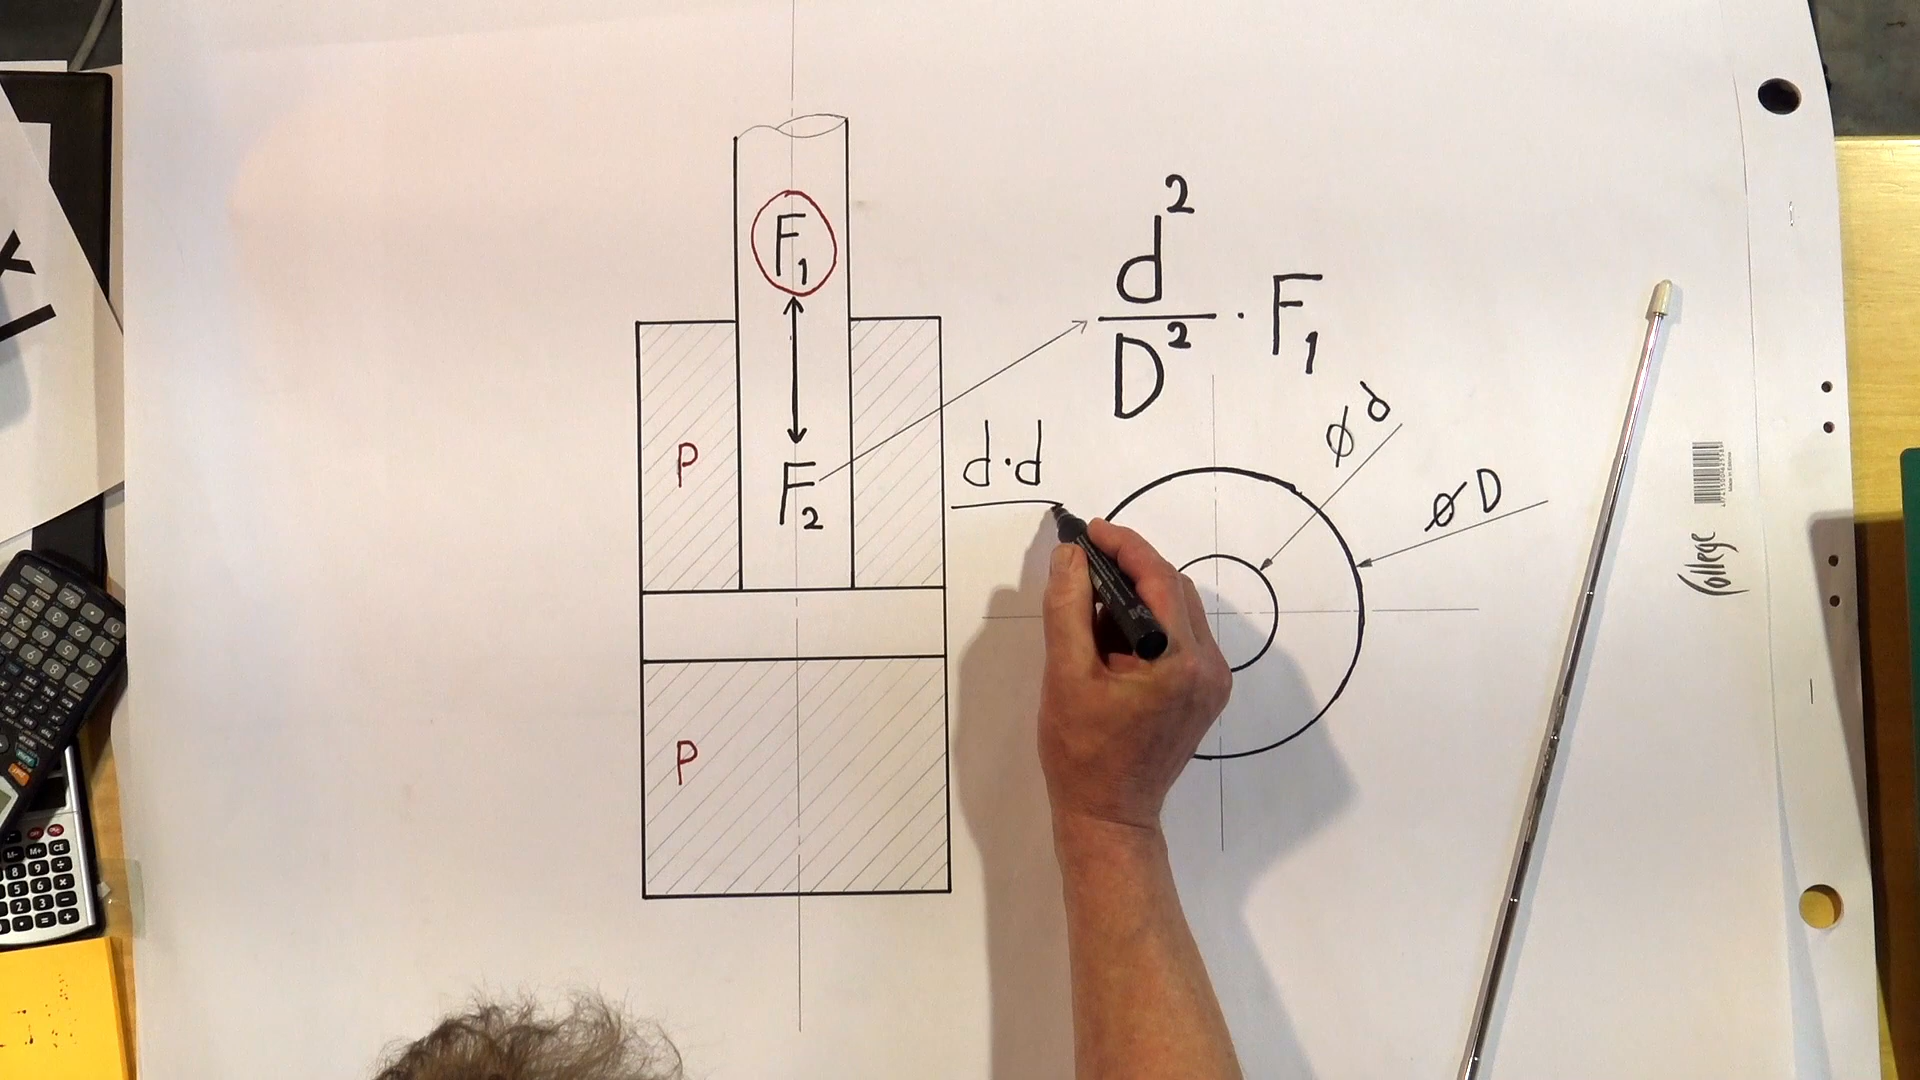 F₁
d²
D²
· F₁
P
F₂
d·d
ød
øD
P
College